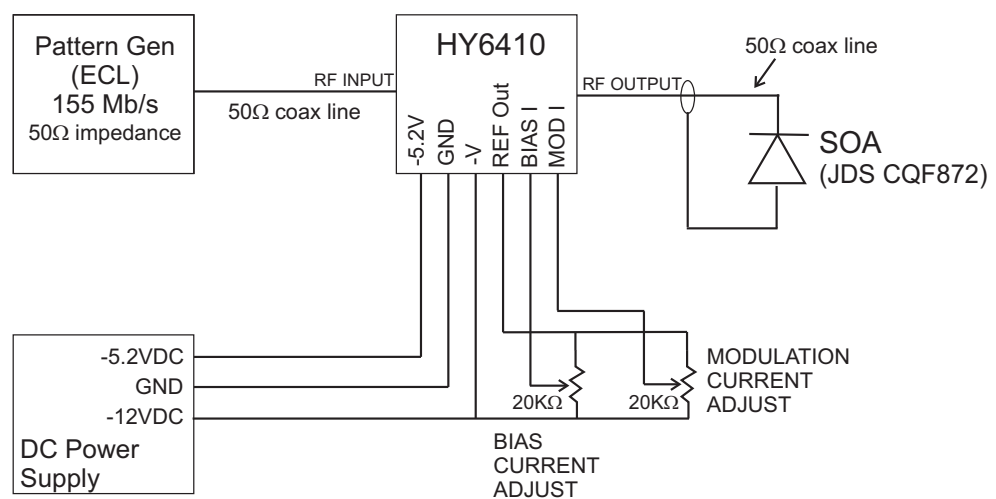 Pattern Gen
(ECL)
155 Mb/s
50Ω impedance
RF INPUT
50Ω coax line
HY6410
-5.2V
GND
-V
REF Out
BIAS I
MOD I
RF OUTPUT
50Ω coax line
SOA
(JDS CQF872)
-5.2VDC
GND
-12VDC
DC Power
Supply
20KΩ
20KΩ
BIAS
CURRENT
ADJUST
MODULATION
CURRENT
ADJUST